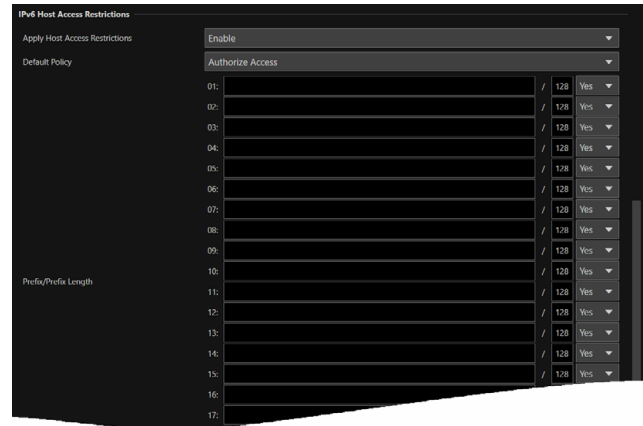 IPv6 Host Access Restrictions
Apply Host Access Restrictions Enable
Default Policy Authorize Access
Prefix/Prefix Length
01: / 128 Yes
02: / 128 Yes
03: / 128 Yes
04: / 128 Yes
05: / 128 Yes
06: / 128 Yes
07: / 128 Yes
08: / 128 Yes
09: / 128 Yes
10: / 128 Yes
11: / 128 Yes
12: / 128 Yes
13: / 128 Yes
14: / 128 Yes
15: / 128 Yes
16:
17: